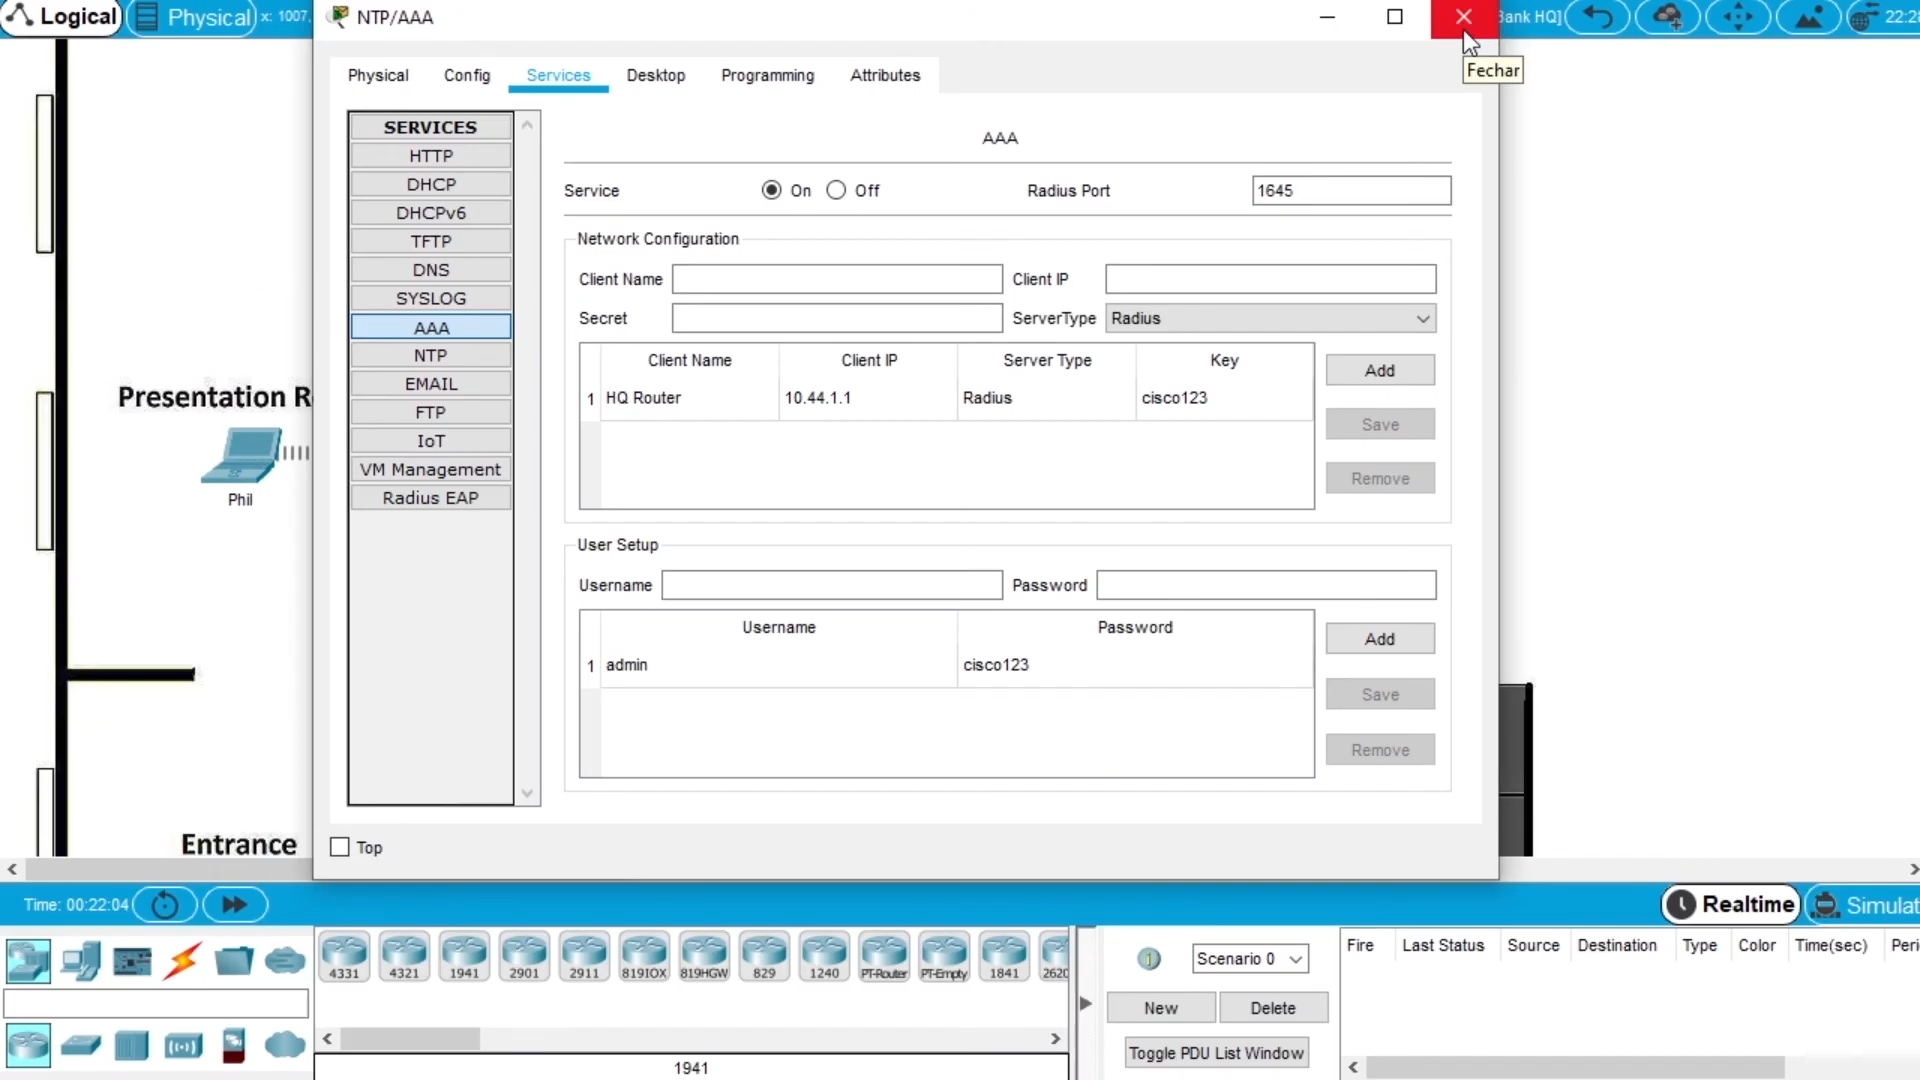 Logical
Physical
x: 1007,
NTP/AAA
Bank HQ]
22:2
Fechar
Physical
Config
Services
Desktop
Programming
Attributes
SERVICES
HTTP
DHCP
DHCPv6
TFTP
DNS
SYSLOG
AAA
NTP
EMAIL
FTP
IoT
VM Management
Radius EAP
AAA
Service
On
Off
Radius Port
1645
Network Configuration
Client Name
Client IP
Secret
ServerType
Radius
Client Name
Client IP
Server Type
Key
1
HQ Router
10.44.1.1
Radius
cisco123
Add
Save
Remove
User Setup
Username
Password
Username
Password
1
admin
cisco123
Add
Save
Remove
Top
Presentation R
Phil
Entrance
Time: 00:22:04
Realtime
Simulat
4331
4321
1941
2901
2911
819IOX
819HGW
829
1240
PT-Router
PT-Empty
1841
2620
1941
Scenario 0
New
Delete
Toggle PDU List Window
Fire
Last Status
Source
Destination
Type
Color
Time(sec)
Peri